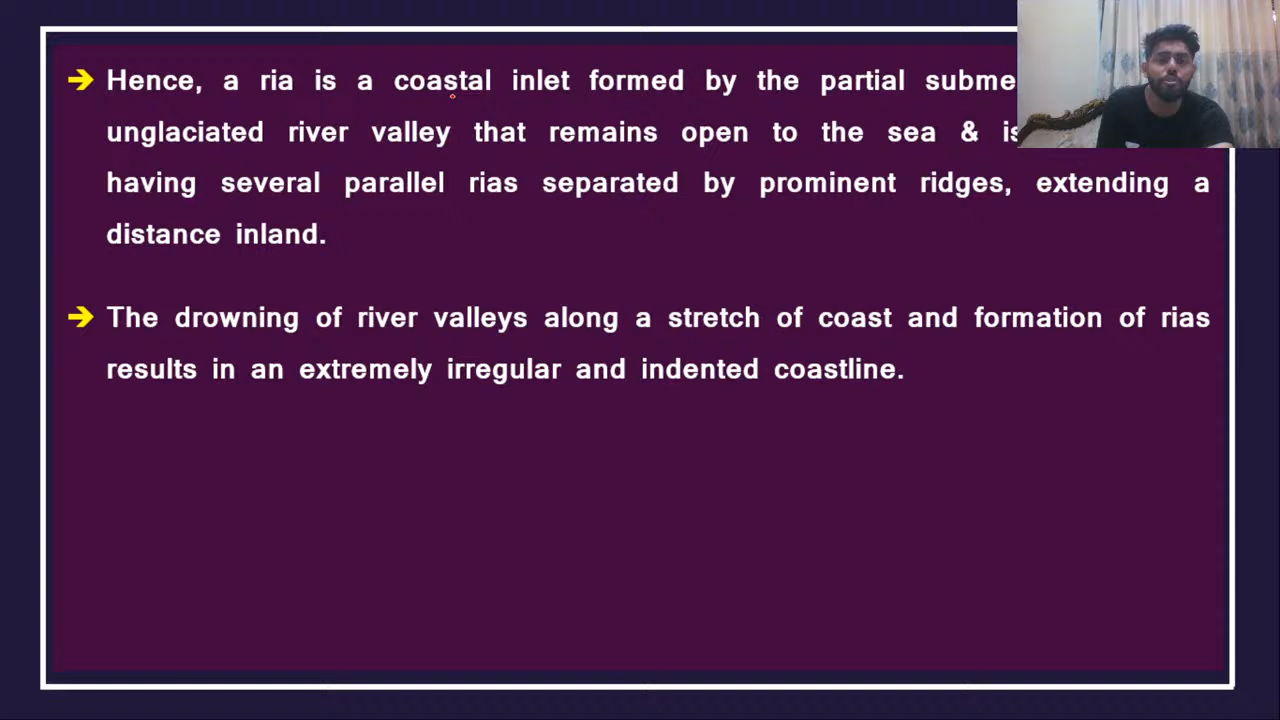 Hence, a ria is a coastal inlet formed by the partial
unglaciated river valley that remains open to the sea &
having several parallel rias separated by prominent ridges, extending a
distance inland.
The drowning of river valleys along a stretch of coast and formation of rias
results in an extremely irregular and indented coastline.